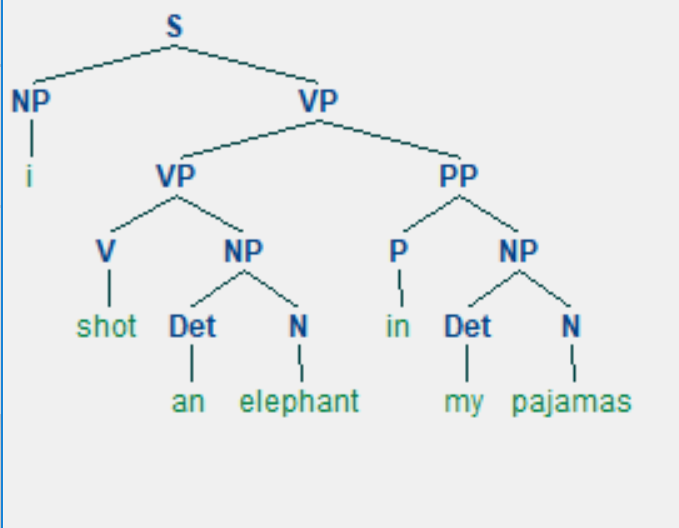 S
NP VP
i VP PP
V NP P NP
shot Det N in Det N
an elephant my pajamas